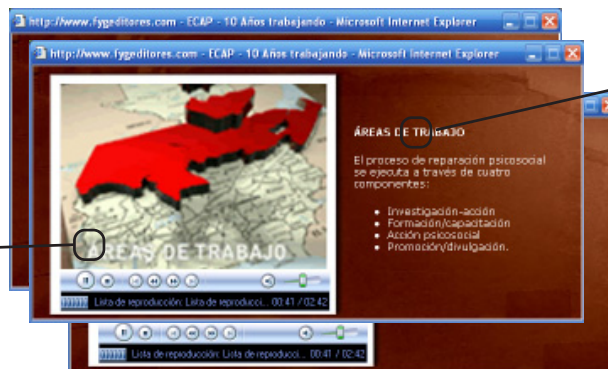 http://www.fygeditores.com - ECAP - 10 Años trabajando - Microsoft Internet Explorer
http://www.fygeditores.com - ECAP - 10 Años trabajando - Microsoft Internet Explorer
ÁREAS DE TRABAJO
El proceso de reparación psicosocial
se ejecuta a través de cuatro
componentes:
• Investigación-acción
• Formación/capacitación
• Acción psicosocial
• Promoción/divulgación.
ÁREAS DE TRABAJO
Lista de reproducción: Lista de reproducci... 00:41 / 02:42
Lista de reproducción: Lista de reproducci... 00:41 / 02:42